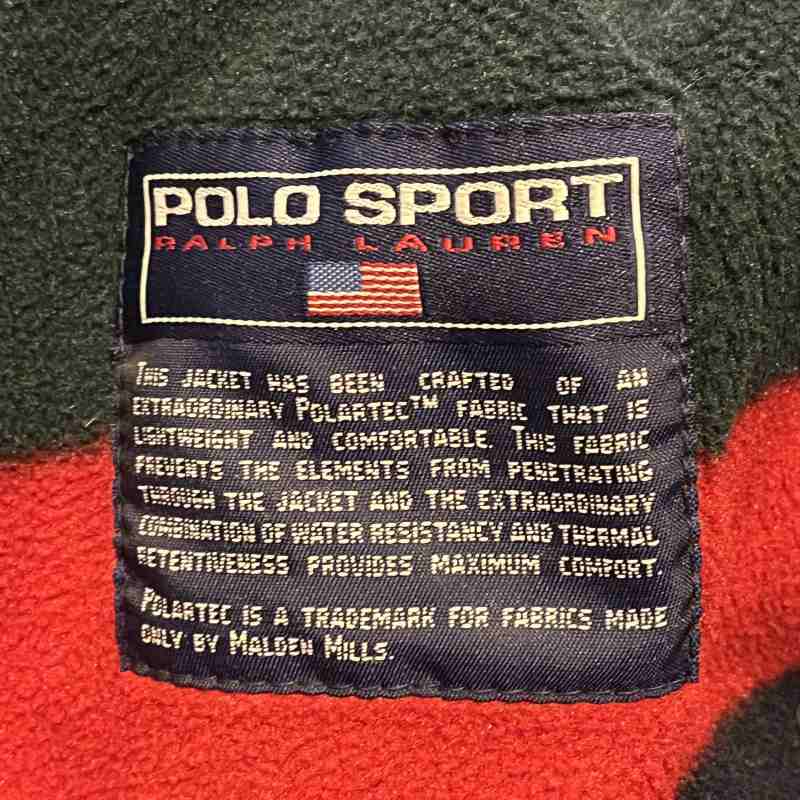 POLO SPORT
RALPH LAUREN
THIS JACKET HAS BEEN CRAFTED OF AN
EXTRAORDINARY POLARTEC™ FABRIC THAT IS
LIGHTWEIGHT AND COMFORTABLE. THIS FABRIC
PREVENTS THE ELEMENTS FROM PENETRATING
THROUGH THE JACKET AND THE EXTRAORDINARY
COMBINATION OF WATER RESISTANCY AND THERMAL
RETENTIVENESS PROVIDES MAXIMUM COMFORT.
POLARTEC IS A TRADEMARK FOR FABRICS MADE
ONLY BY MALDEN MILLS.